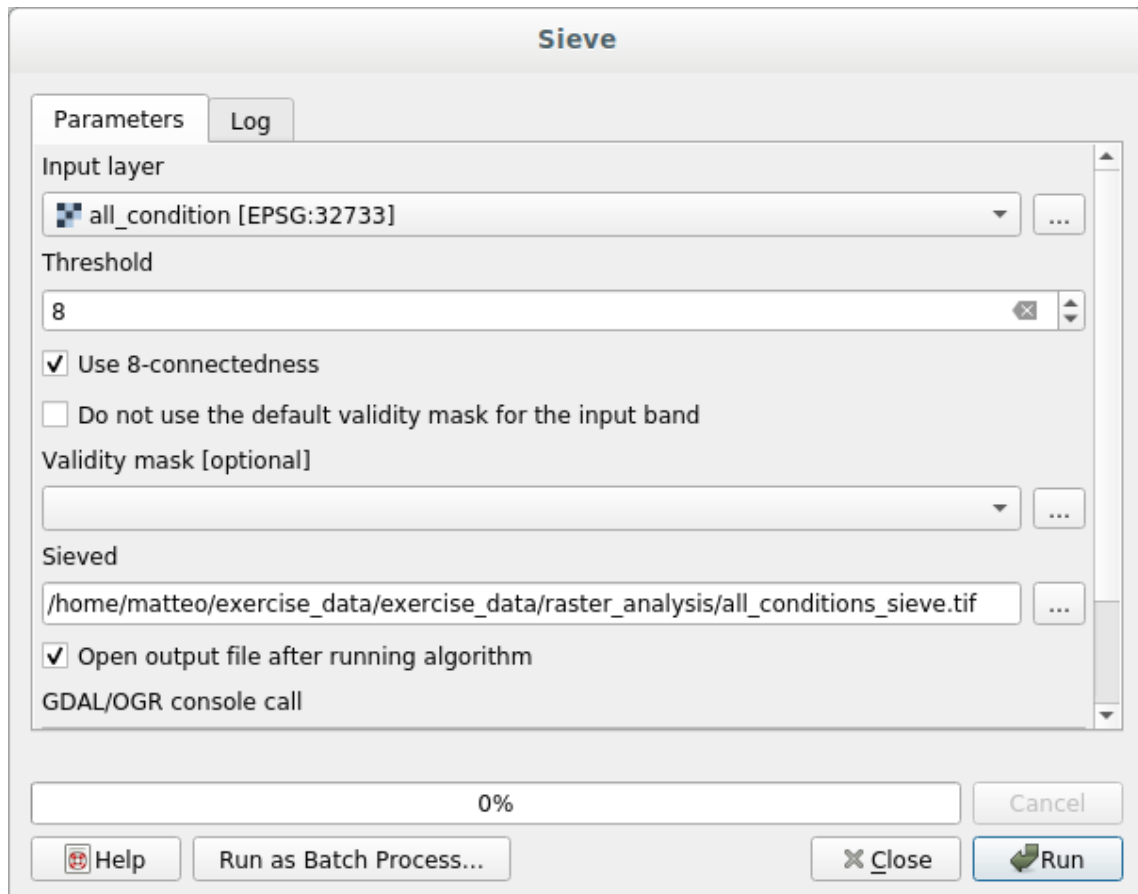 Sieve
Parameters
Log
Input layer
all_condition [EPSG:32733]
...
Threshold
8
Use 8-connectedness
Do not use the default validity mask for the input band
Validity mask [optional]
...
Sieved
/home/matteo/exercise_data/exercise_data/raster_analysis/all_conditions_sieve.tif
...
Open output file after running algorithm
GDAL/OGR console call
0%
Cancel
Help
Run as Batch Process...
Close
Run